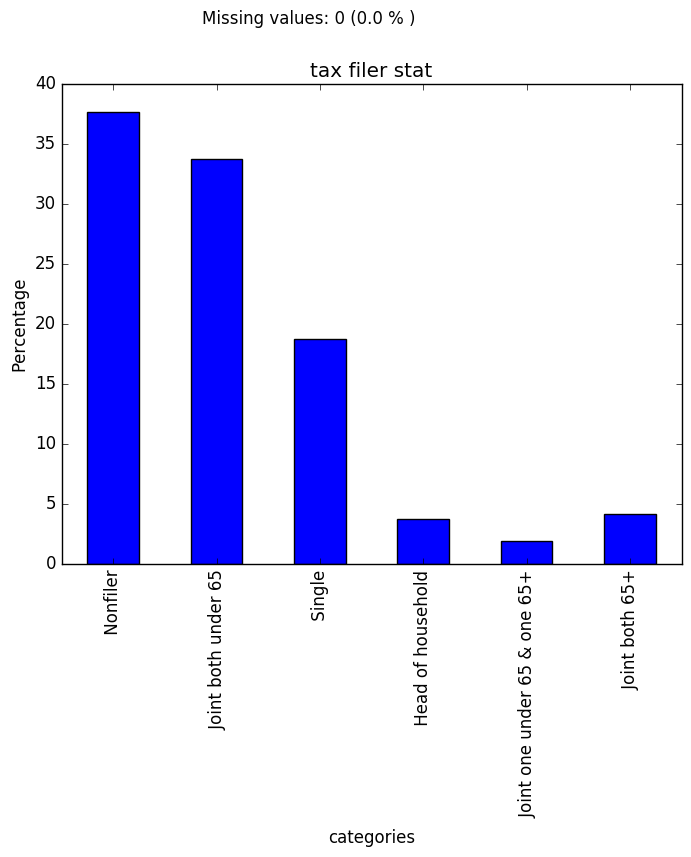 Missing values: 0 (0.0 % )
tax filer stat
40
35
30
25
20
15
10
5
0
Percentage
Nonfiler
Joint both under 65
Single
Head of household
Joint one under 65 & one 65+
Joint both 65+
categories